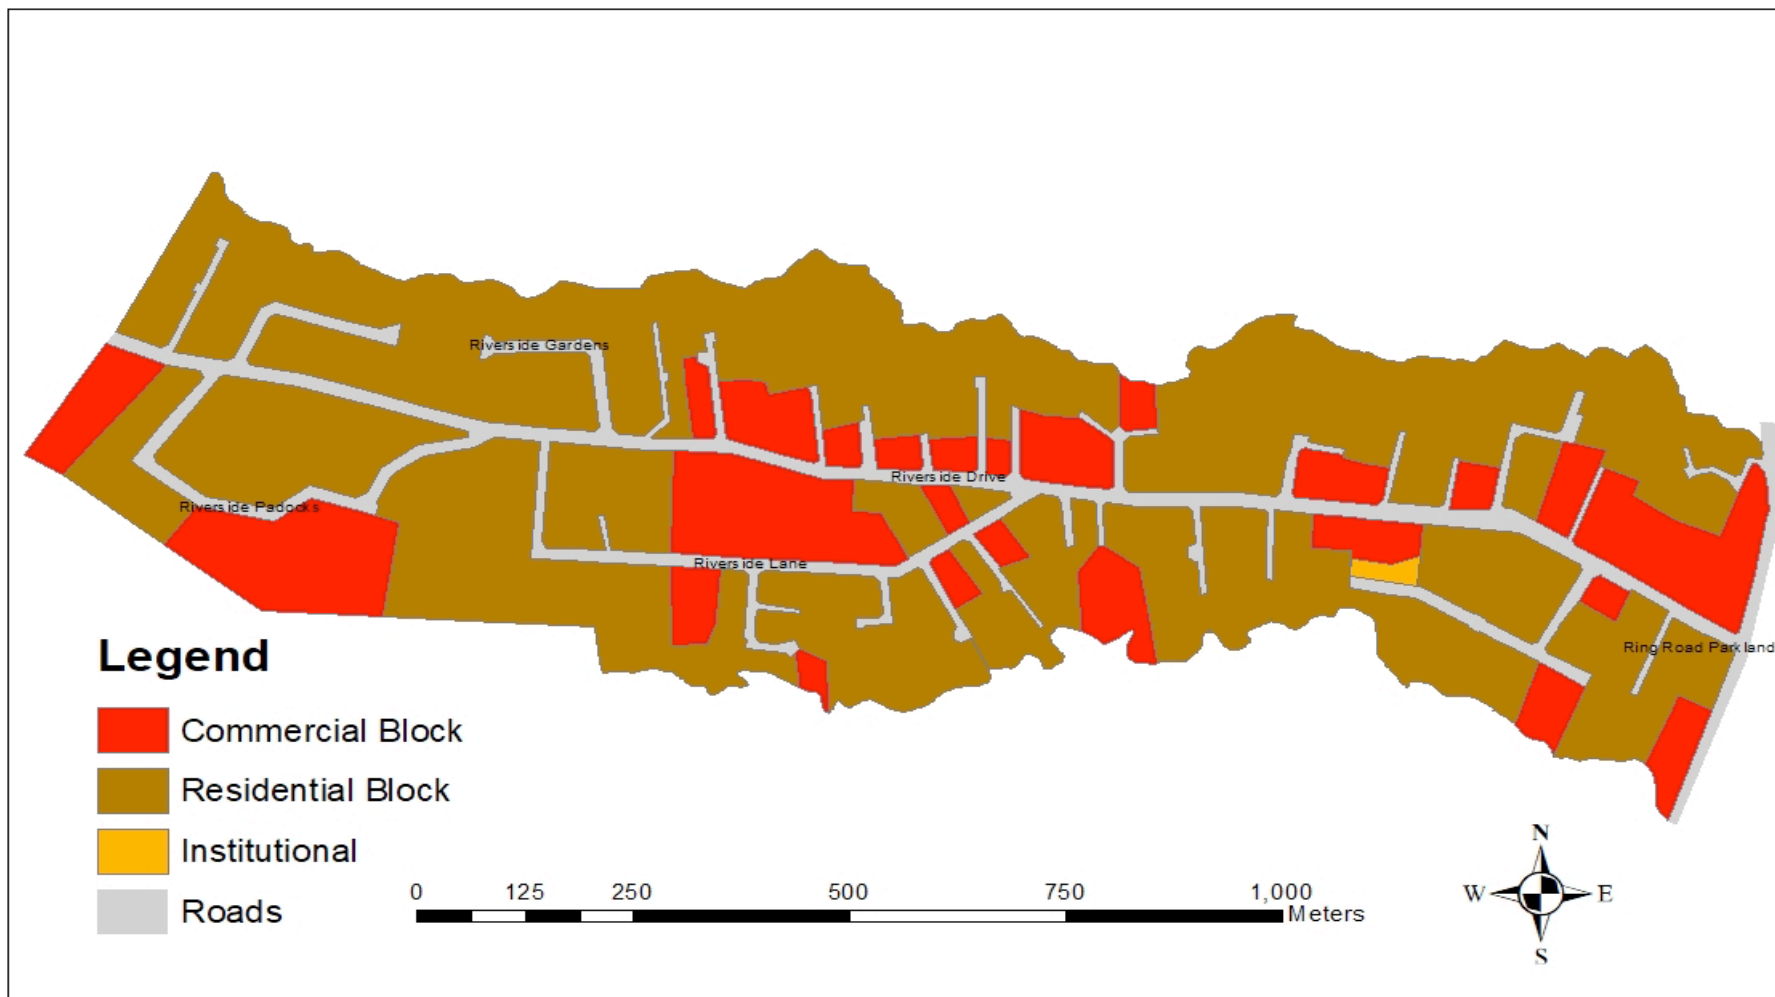 Riverside Gardens
Riverside Drive
Riverside Padocks
Riverside Lane
Ring Road Parkland
Legend
Commercial Block
Residential Block
Institutional
Roads
0 125 250 500 750 1,000
Meters
N
W E
S